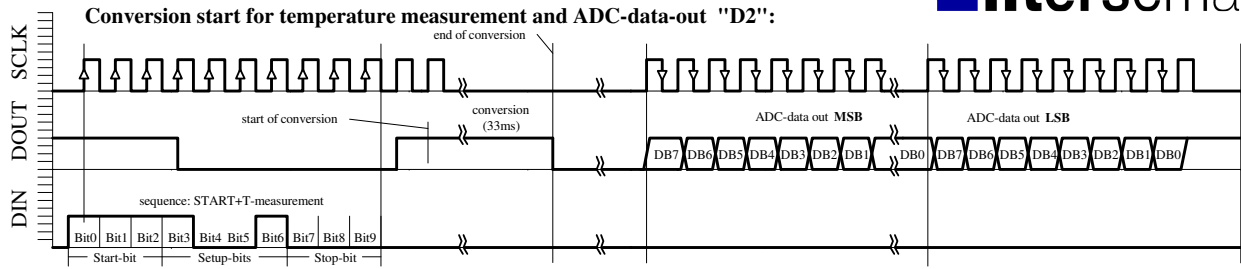 Conversion start for temperature measurement and ADC-data-out "D2":
end of conversion
SCLK
DOUT
start of conversion
conversion
(33ms)
ADC-data out MSB
ADC-data out LSB
DB7 DB6 DB5 DB4 DB3 DB2 DB1 DB0 DB7 DB6 DB5 DB4 DB3 DB2 DB1 DB0
DIN
sequence: START+T-measurement
Bit0 Bit1 Bit2 Bit3 Bit4 Bit5 Bit6 Bit7 Bit8 Bit9
Start-bit Setup-bits Stop-bit